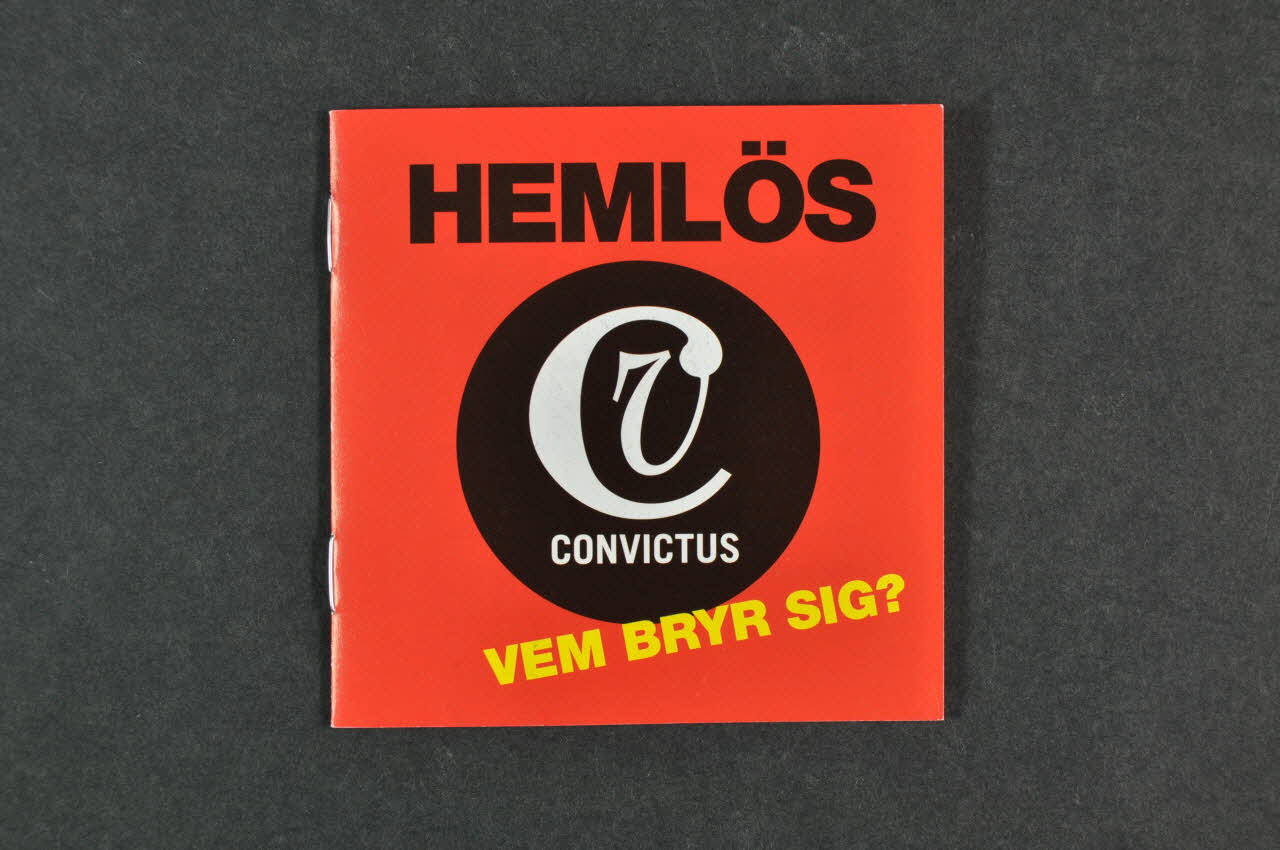 HEMLÖS
CV
CONVICTUS
VEM BRYR SIG?